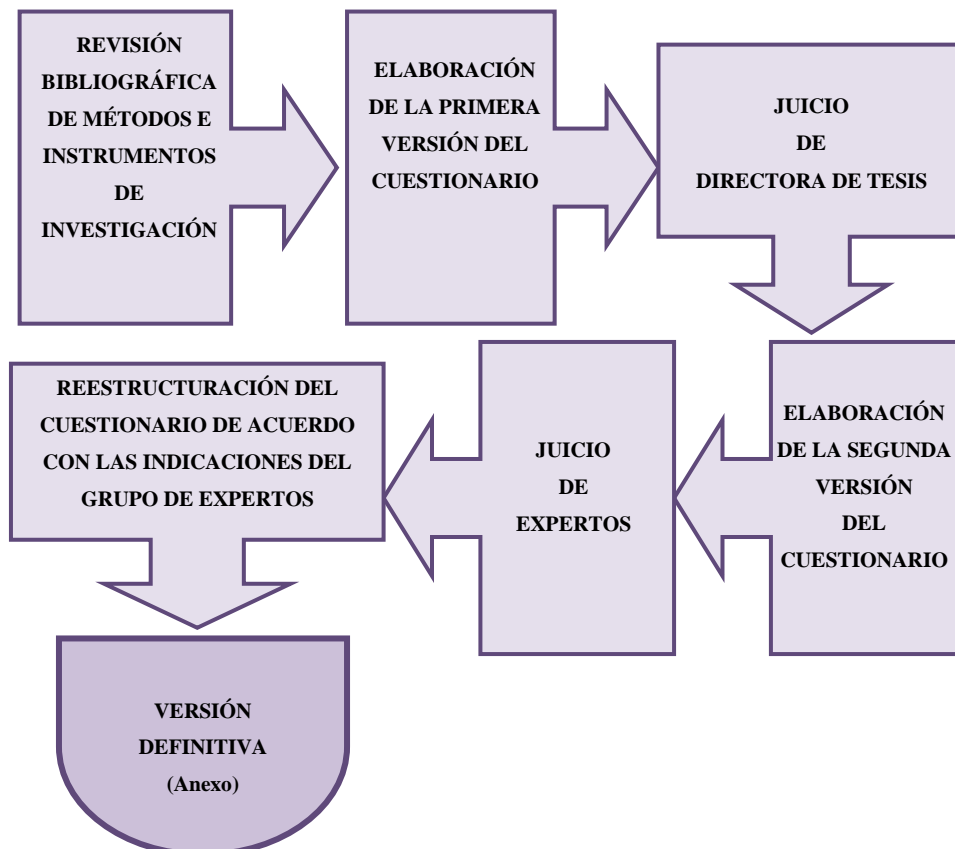 REVISIÓN
BIBLIOGRÁFICA
DE MÉTODOS E
INSTRUMENTOS
DE
INVESTIGACIÓN
ELABORACIÓN
DE LA PRIMERA
VERSIÓN DEL
CUESTIONARIO
JUICIO
DE
DIRECTORA DE TESIS
ELABORACIÓN
DE LA SEGUNDA
VERSIÓN
DEL
CUESTIONARIO
JUICIO
DE
EXPERTOS
REESTRUCTURACIÓN DEL
CUESTIONARIO DE ACUERDO
CON LAS INDICACIONES DEL
GRUPO DE EXPERTOS
VERSIÓN
DEFINITIVA
(Anexo)